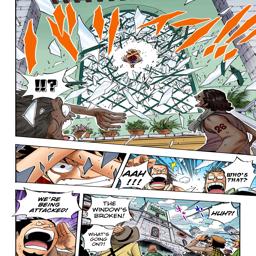 !!?
AAH
!!!
WHO'S
THAT?
WE'RE
BEING
ATTACKED!
THE
WINDOW'S
BROKEN!
WHAT'S
GOING
ON?!
HUH?!